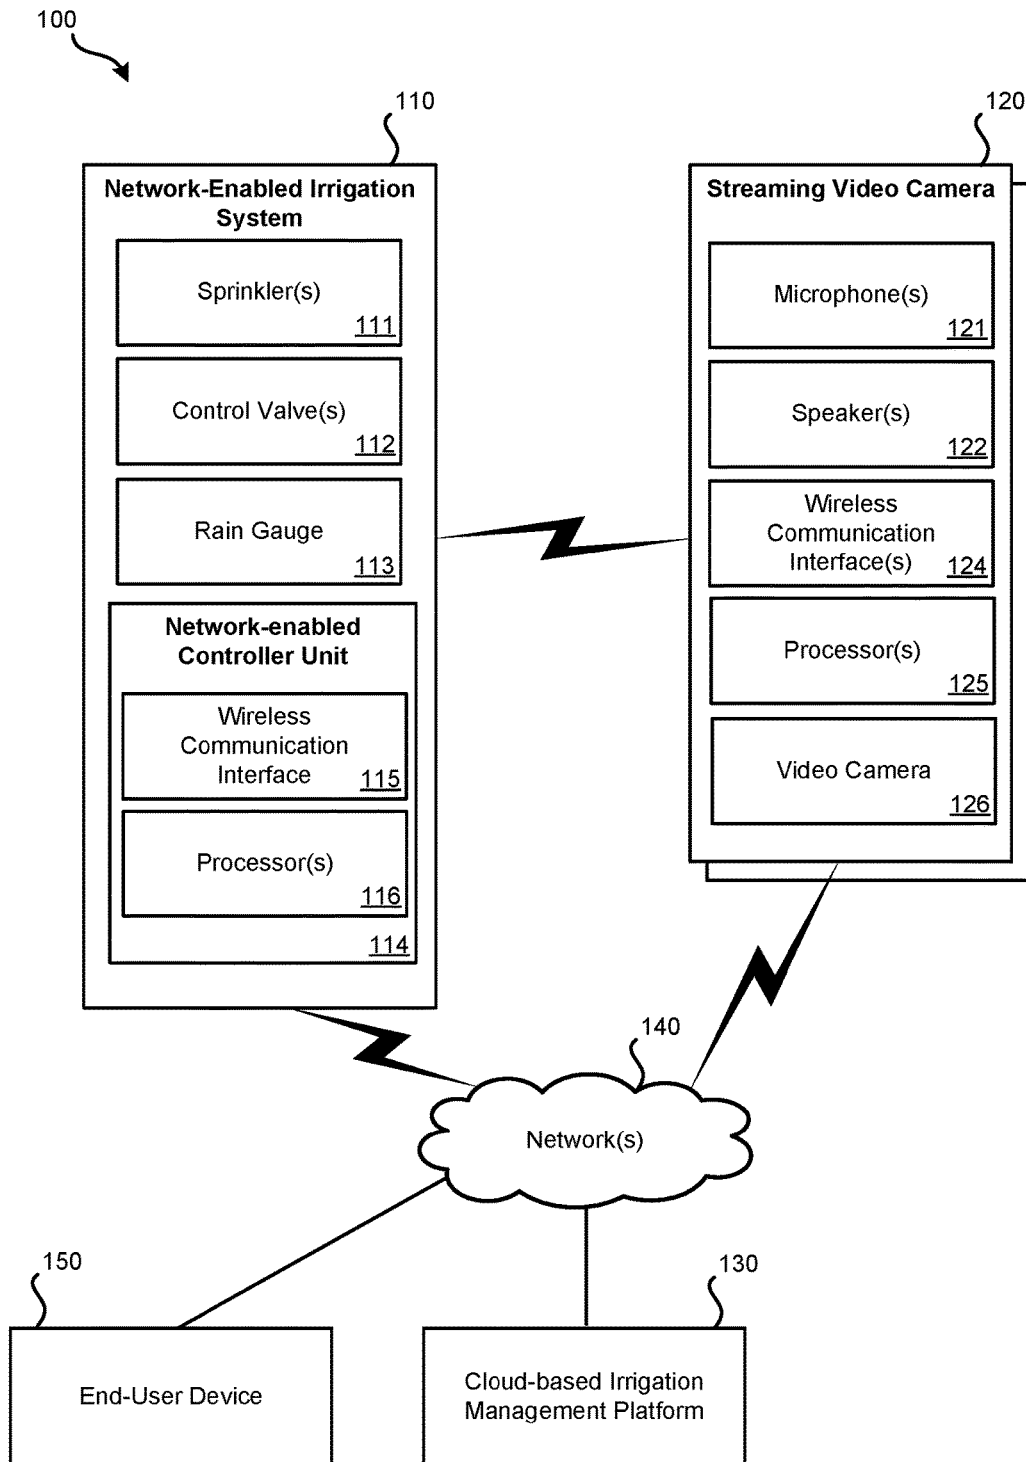 100
110
120
Network-Enabled Irrigation
System
Sprinkler(s)
111
Control Valve(s)
112
Rain Gauge
113
Network-enabled
Controller Unit
Wireless
Communication
Interface
115
Processor(s)
116
114
Streaming Video Camera
Microphone(s)
121
Speaker(s)
122
Wireless
Communication
Interface(s)
124
Processor(s)
125
Video Camera
126
140
Network(s)
150
End-User Device
130
Cloud-based Irrigation
Management Platform